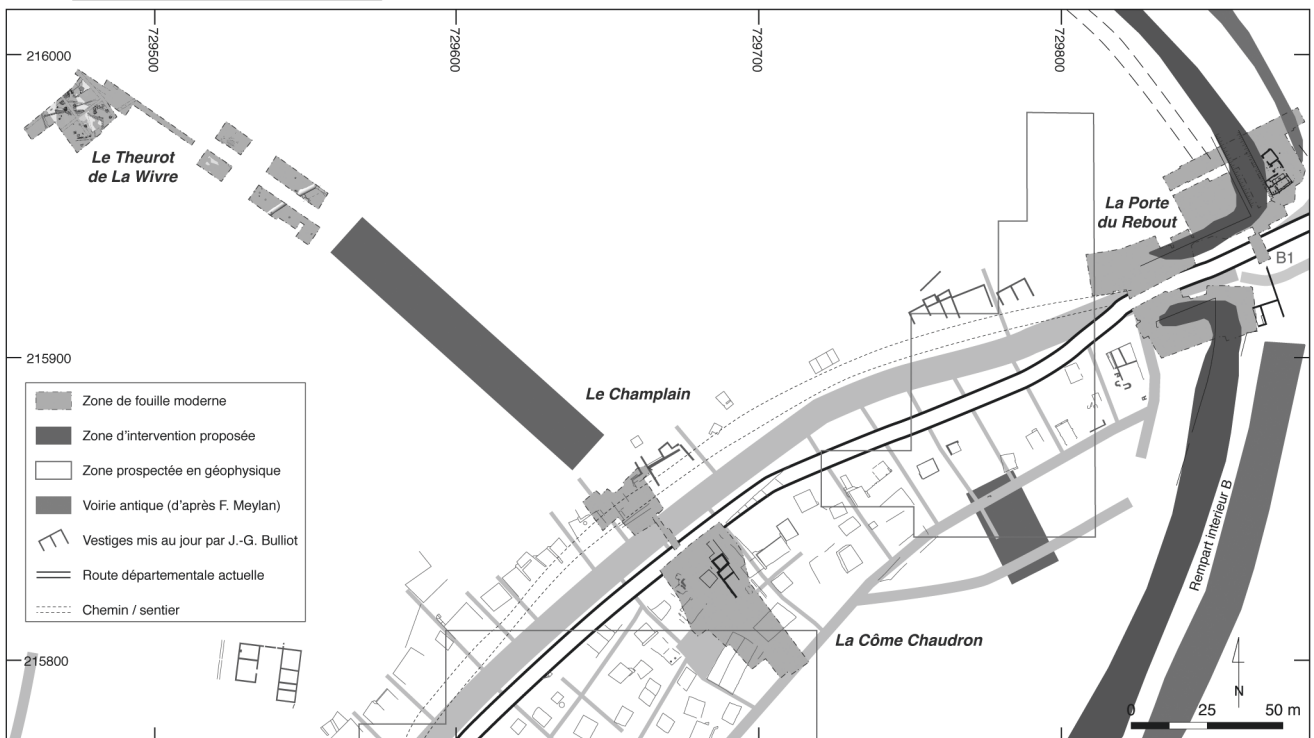 729500
729600
729700
729800
216000
Le Theurot
de La Wivre
La Porte
du Rebout
B1
215900
Le Champlain
Zone de fouille moderne
Zone d'intervention proposée
Zone prospectée en géophysique
Voirie antique (d'après F. Meylan)
Vestiges mis au jour par J.-G. Bulliot
Route départementale actuelle
Chemin / sentier
Rempart interieur B
La Côme Chaudron
215800
N
0 25 50 m